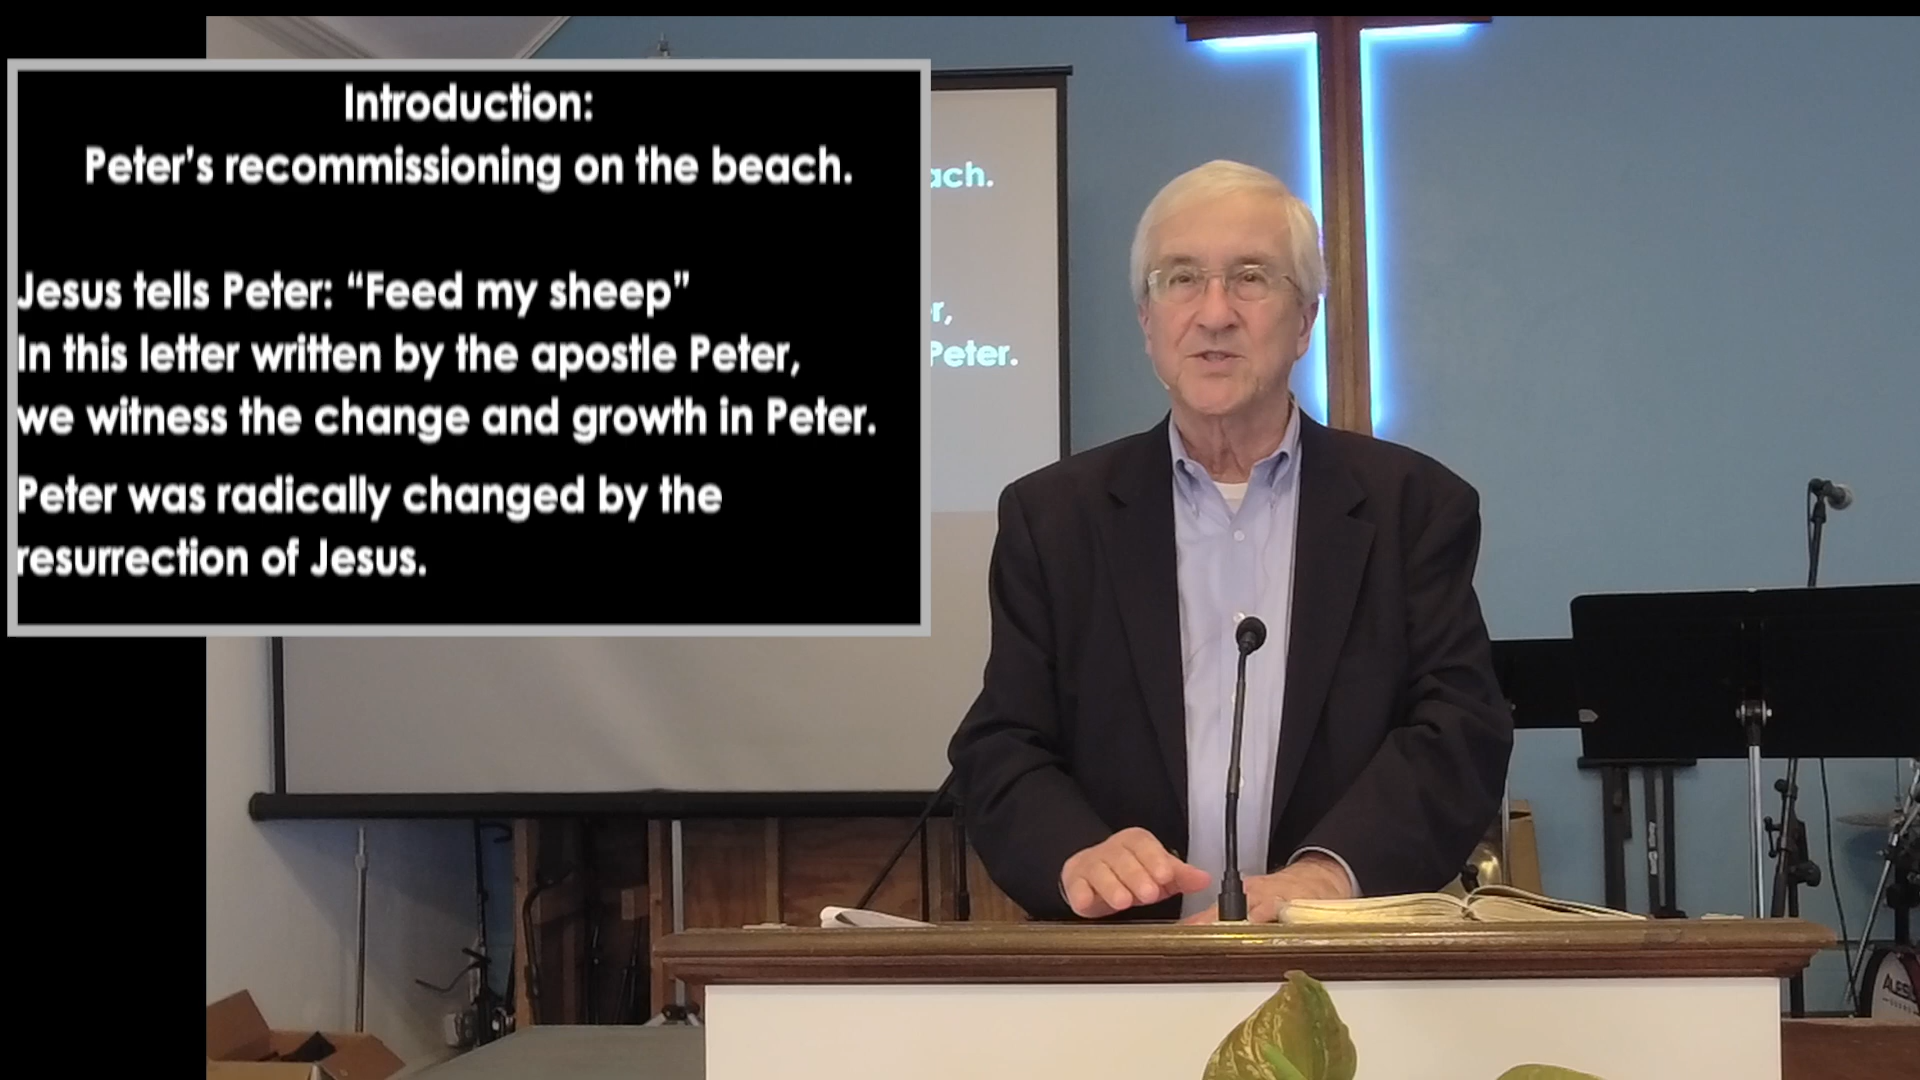 Introduction:
Peter's recommissioning on the beach.
Jesus tells Peter: “Feed my sheep”
In this letter written by the apostle Peter,
we witness the change and growth in Peter.
Peter was radically changed by the
resurrection of Jesus.
ach.
r,
Peter.